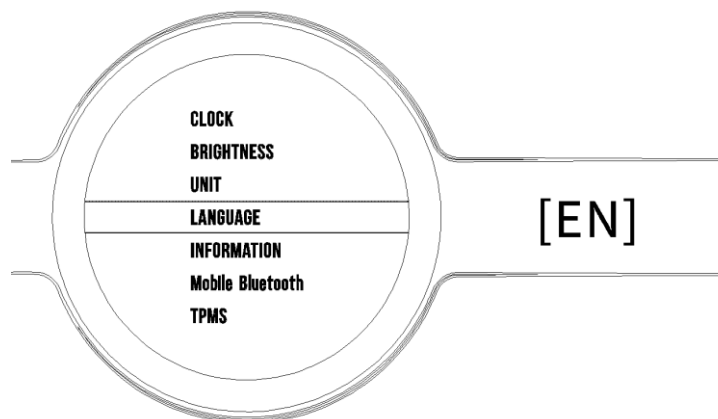 CLOCK
BRIGHTNESS
UNIT
LANGUAGE
INFORMATION
Mobile Bluetooth
TPMS
[EN]